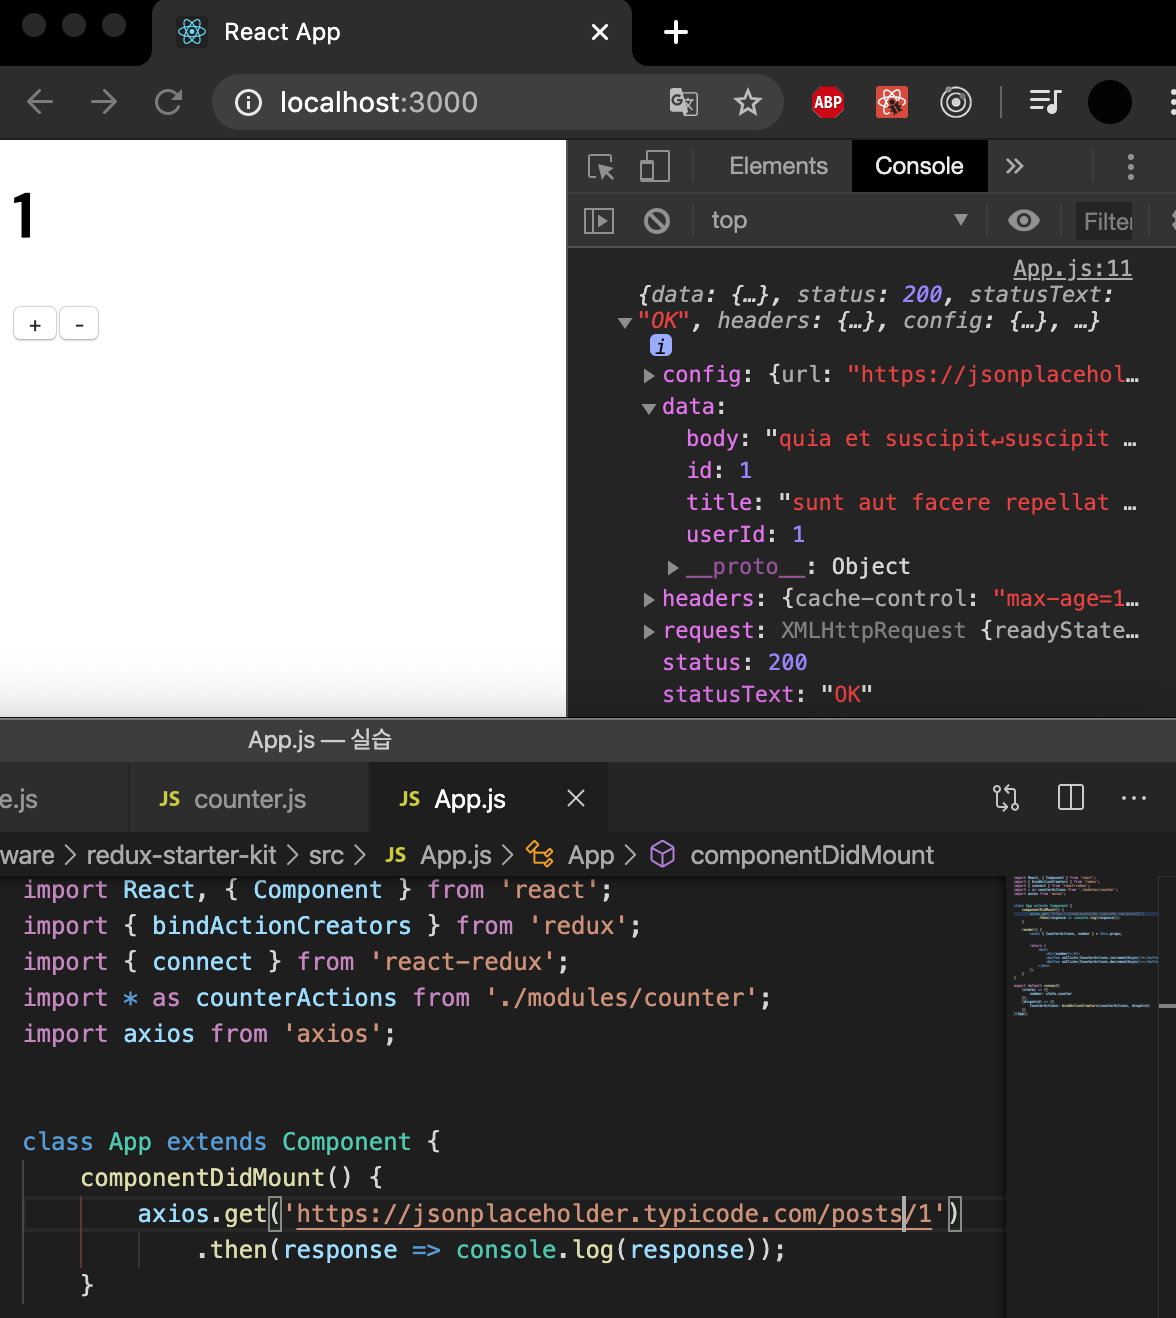 React App
localhost:3000
ABP
Elements
Console
top
Filter
1
+
-
App.js:11
{data: {…}, status: 200, statusText:
"OK", headers: {…}, config: {…}, …}
i
config: {url: "https://jsonplacehol…
data:
body: "quia et suscipit↵suscipit …
id: 1
title: "sunt aut facere repellat …
userId: 1
__proto__: Object
headers: {cache-control: "max-age=1…
request: XMLHttpRequest {readyState…
status: 200
statusText: "OK"
App.js — 실습
e.js
JS counter.js
JS App.js
ware > redux-starter-kit > src > JS App.js > App > componentDidMount
import React, { Component } from 'react';
import { bindActionCreators } from 'redux';
import { connect } from 'react-redux';
import * as counterActions from './modules/counter';
import axios from 'axios';
class App extends Component {
componentDidMount() {
axios.get('https://jsonplaceholder.typicode.com/posts/1')
.then(response => console.log(response));
}